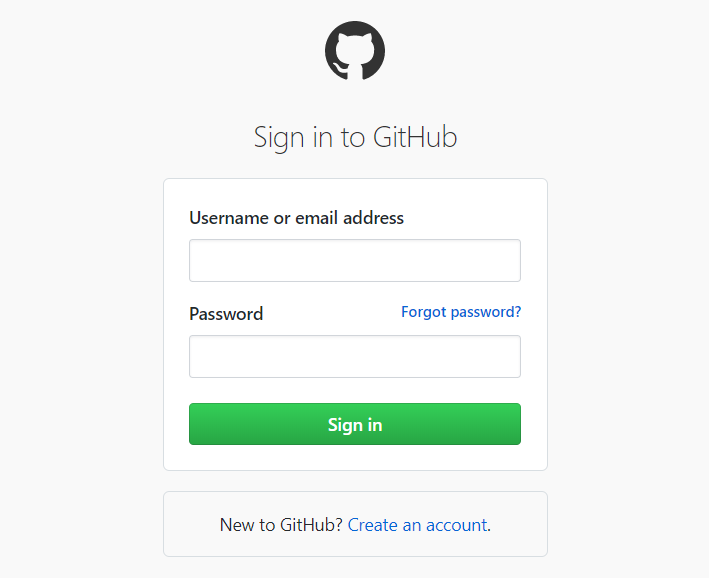 Sign in to GitHub
Username or email address
Password Forgot password?
Sign in
New to GitHub? Create an account.